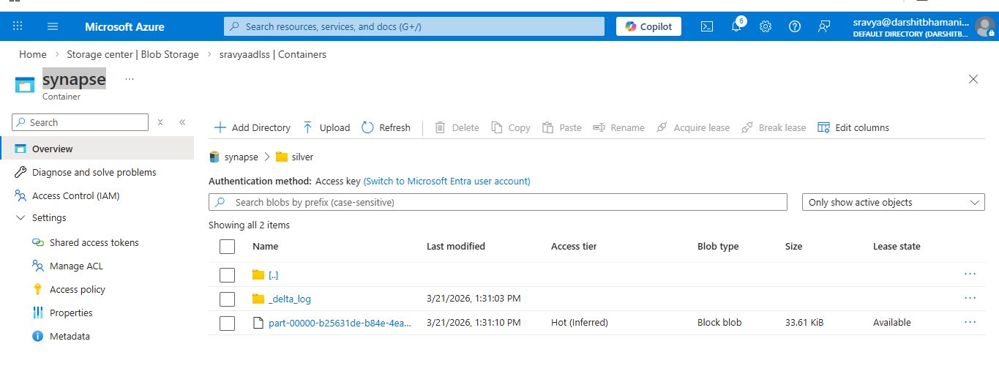 Microsoft Azure
Search resources, services, and docs (G+/)
Copilot
6
sravya@darshitbhamani...
DEFAULT DIRECTORY (DARSHITB...
Home > Storage center | Blob Storage > sravyaadlss | Containers
synapse ...
Container
Search
Overview
Diagnose and solve problems
Access Control (IAM)
Settings
Shared access tokens
Manage ACL
Access policy
Properties
Metadata
Add Directory Upload Refresh Delete Copy Paste Rename Acquire lease Break lease Edit columns
synapse > silver
Authentication method: Access key (Switch to Microsoft Entra user account)
Search blobs by prefix (case-sensitive)
Only show active objects
Showing all 2 items
Name Last modified Access tier Blob type Size Lease state
[..] ...
_delta_log 3/21/2026, 1:31:03 PM ...
part-00000-b25631de-b84e-4ea... 3/21/2026, 1:31:10 PM Hot (Inferred) Block blob 33.61 KiB Available ...